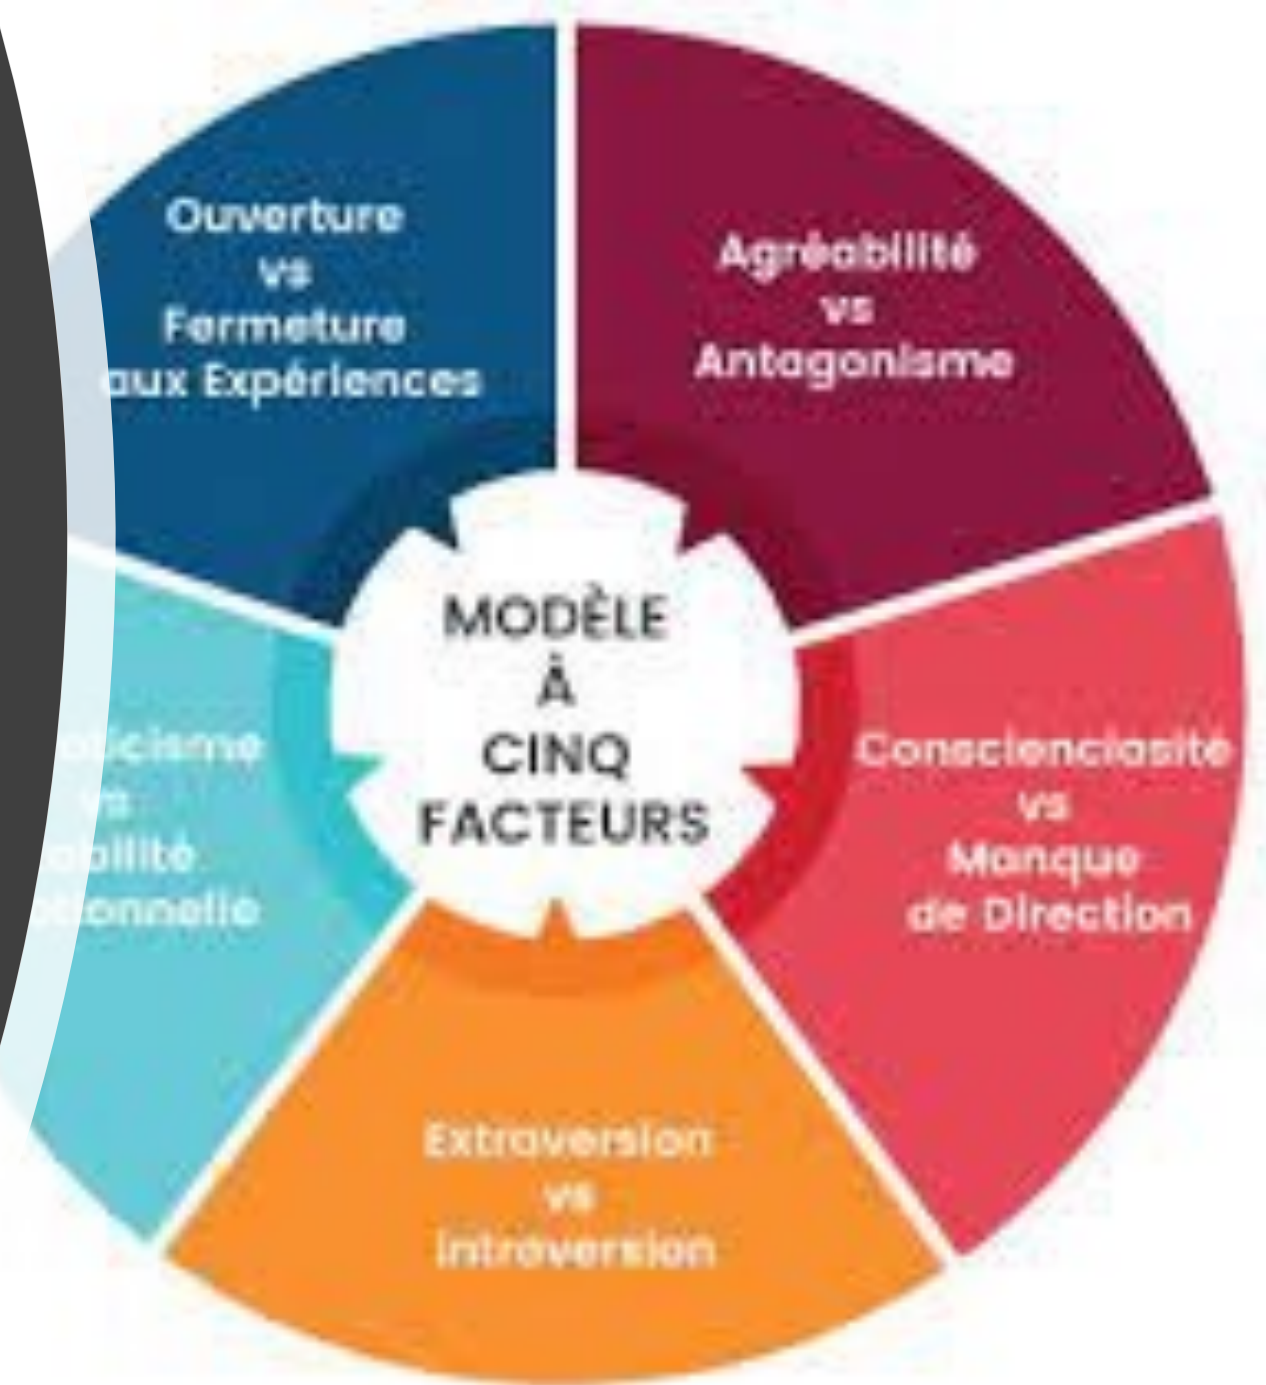 Ouverture
vs
Fermeture
aux Expériences
Agréabilité
vs
Antagonisme
MODÈLE
À
CINQ
FACTEURS
vs
Conscienciosité
vs
Manque
de Direction
Extraversion
vs
Introversion